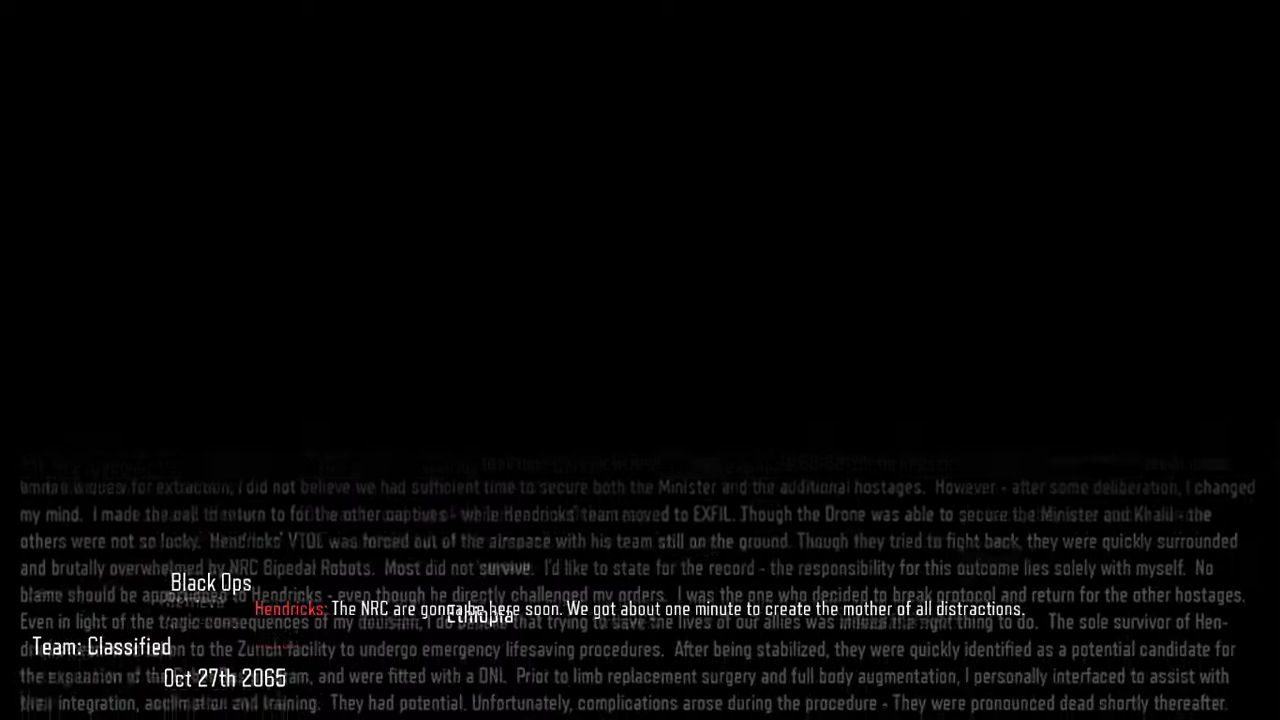 for extraction, I did not believe we had sufficient time to secure both the Minister and the additional hostages. However - after some deliberation, I changed
my mind. I made the call to return to for the other captives - while Hendricks' team moved to EXFIL. Though the Drone was able to secure the Minister and Khalil - the
others were not so lucky. Hendricks' VTOL was forced out of the airspace with his team still on the ground. Though they tried to fight back, they were quickly surrounded
and brutally overwhelmed by NRC Bipedal Robots. Most did not survive. I'd like to state for the record - the responsibility for this outcome lies solely with myself. No
Black Ops
blame should be to Hendricks - even though he directly challenged my orders. I was the one who decided to break protocol and return for the other hostages.
Hendricks: The NRC are gonna be here soon. We got about one minute to create the mother of all distractions.
Ethiopia
Even in light of the tragic consequences of my decision, I do that trying to save the lives of our allies was the right thing to do. The sole survivor of Hen-
Team: Classified
to the Zurich facility to undergo emergency lifesaving procedures. After being stabilized, they were quickly identified as a potential candidate for
Oct 27th 2065
the and were fitted with a DNL. Prior to limb replacement surgery and full body augmentation, I personally interfaced to assist with
their integration, and training. They had potential. Unfortunately, complications arose during the procedure - They were pronounced dead shortly thereafter.